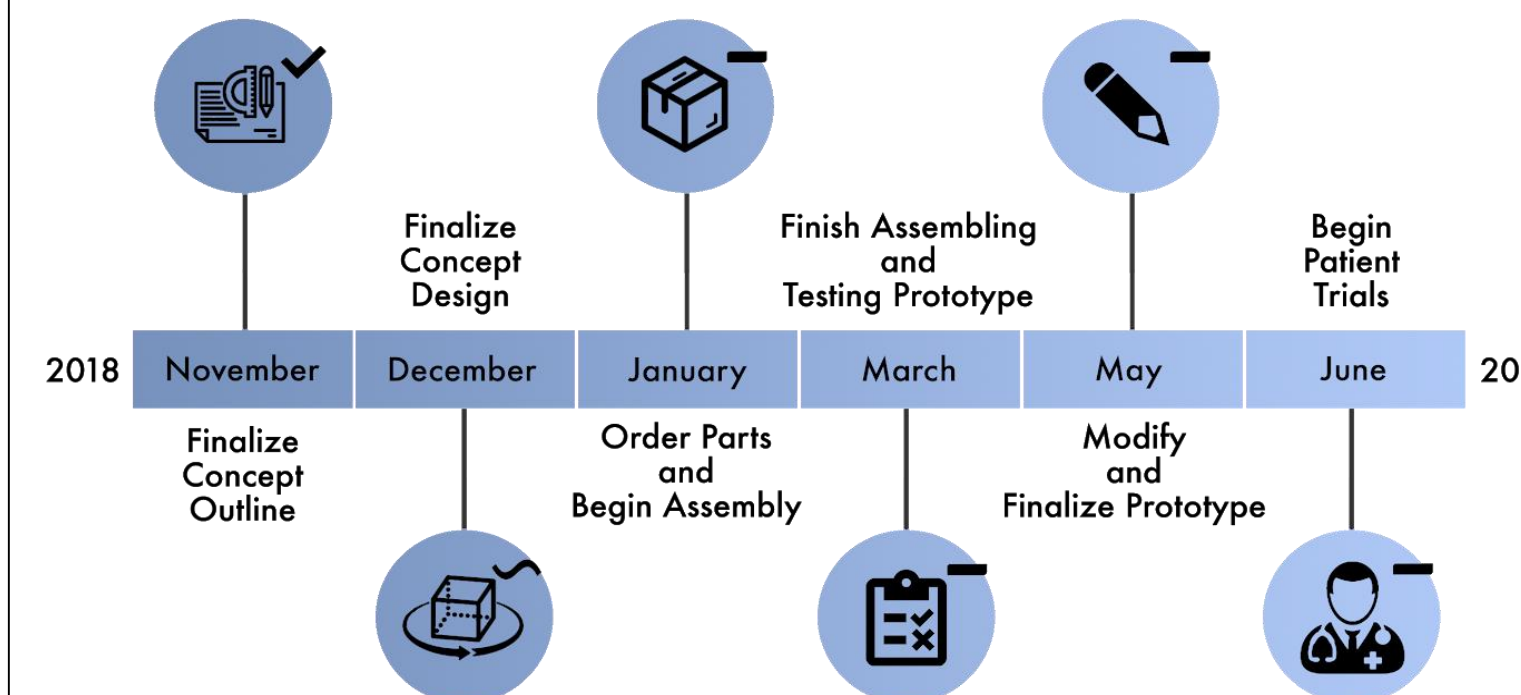 Finalize
Concept
Design
Finish Assembling
and
Testing Prototype
Begin
Patient
Trials
2018
November
December
January
March
May
June
20
Finalize
Concept
Outline
Order Parts
and
Begin Assembly
Modify
and
Finalize Prototype